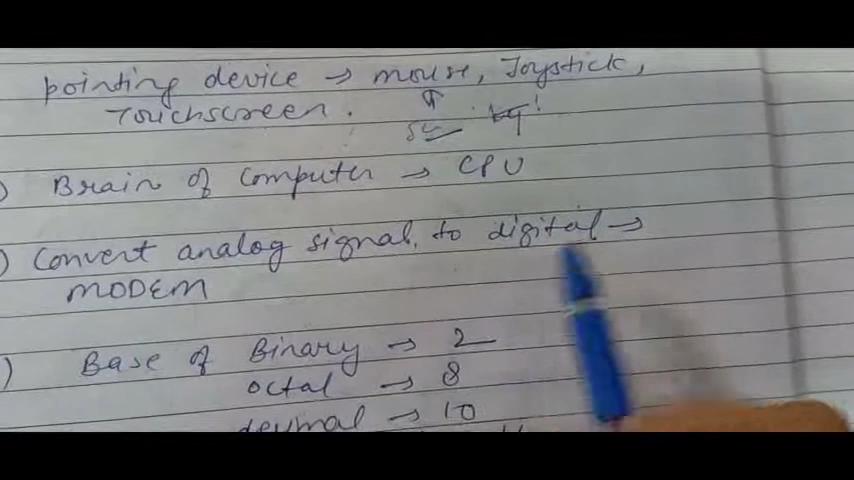 pointing device → mouse, Joystick,
Touchscreen.
) Brain of Computer → CPU
) Convert analog signal, to digital →
MODEM
) Base of Binary → 2
octal → 8
decimal → 10